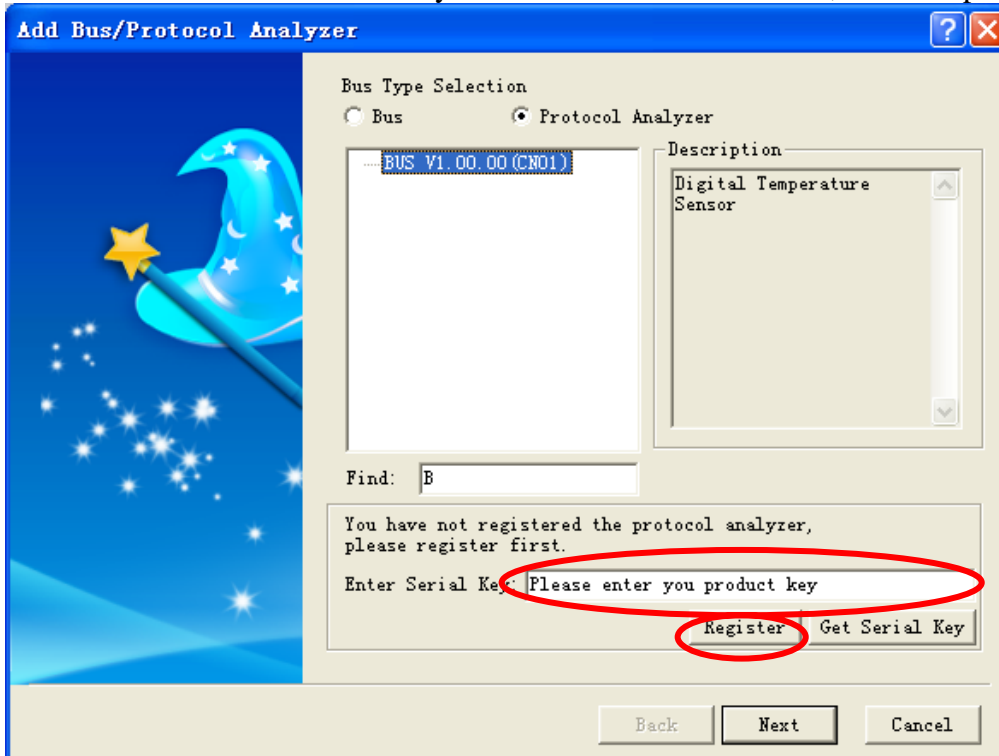 Add Bus/Protocol Analyzer
Bus Type Selection
Bus
Protocol Analyzer
BUS V1.00.00(CN01)
Description
Digital Temperature
Sensor
Find: B
You have not registered the protocol analyzer,
please register first.
Enter Serial Key: Please enter you product key
Register
Get Serial Key
Back
Next
Cancel